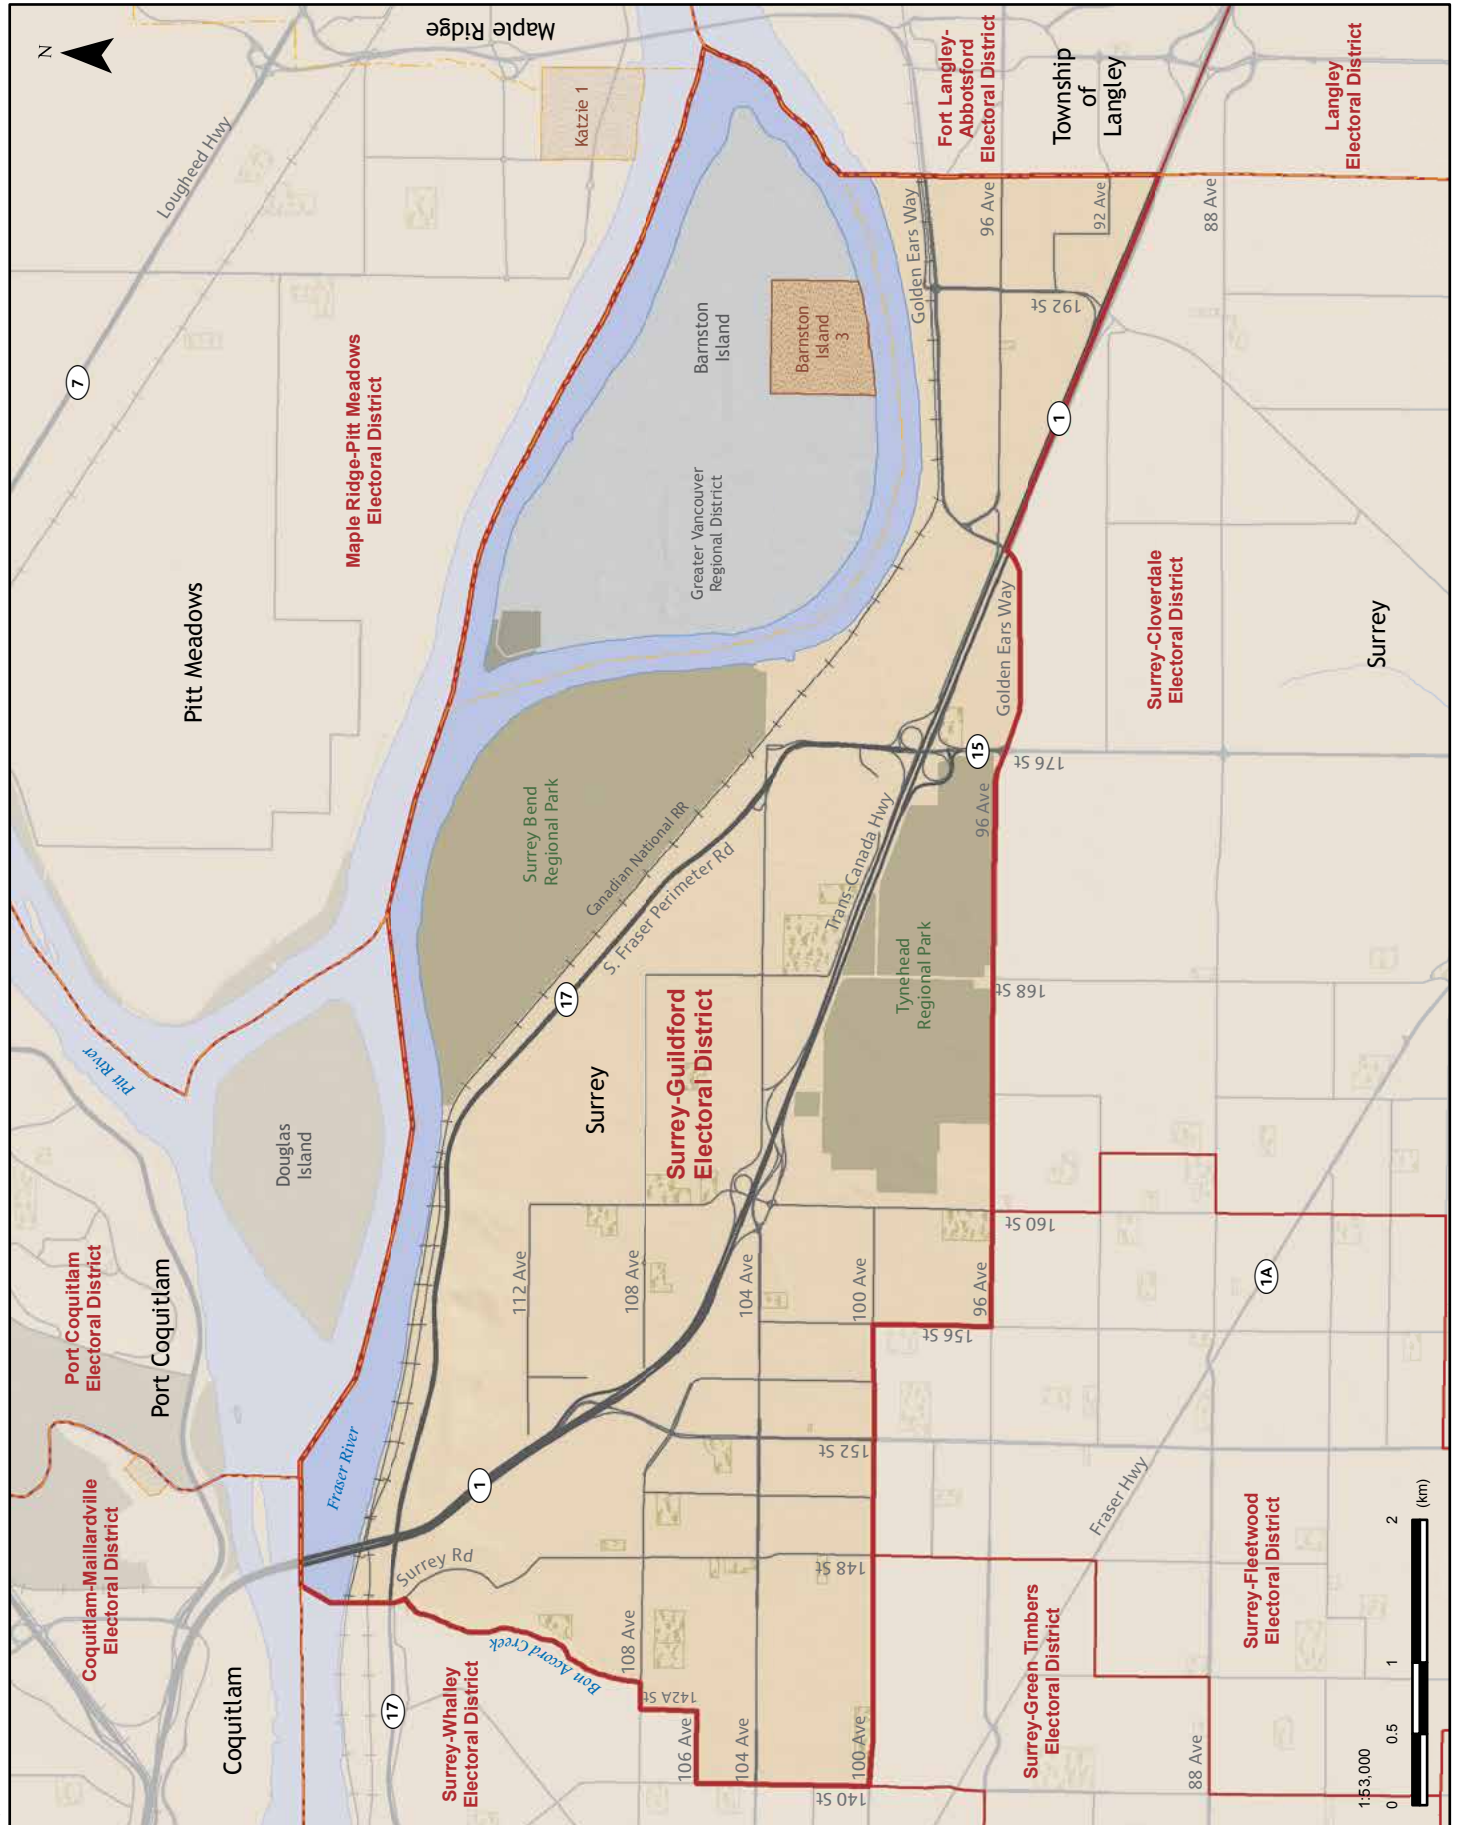 N
Maple Ridge
Lougheed Hwy
Katzie 1
7
Pitt Meadows
Maple Ridge-Pitt Meadows
Electoral District
Fort Langley-
Abbotsford
Electoral District
Township
of
Langley
Langley
Electoral District
Golden Ears Way
96 Ave
92 Ave
88 Ave
192 St
1
Barnston
Island
Barnston
Island
3
Greater Vancouver
Regional District
Golden Ears Way
Surrey-Cloverdale
Electoral District
Surrey
15
176 St
96 Ave
Surrey Bend
Regional Park
Canadian National RR
S. Fraser Perimeter Rd
17
Trans-Canada Hwy
Tynehead
Regional Park
168 St
Pitt River
Douglas
Island
Surrey
Surrey-Guildford
Electoral District
Port Coquitlam
Electoral District
Port Coquitlam
112 Ave
108 Ave
104 Ave
100 Ave
96 Ave
160 St
156 St
1A
Fraser River
1
152 St
Fraser Hwy
Coquitlam-Maillardville
Electoral District
Coquitlam
Surrey Rd
148 St
Bon Accord Creek
108 Ave
142A St
17
Surrey-Whalley
Electoral District
106 Ave
104 Ave
100 Ave
140 St
Surrey-Green Timbers
Electoral District
88 Ave
Surrey-Fleetwood
Electoral District
1:53,000
0
0.5
1
2
(km)